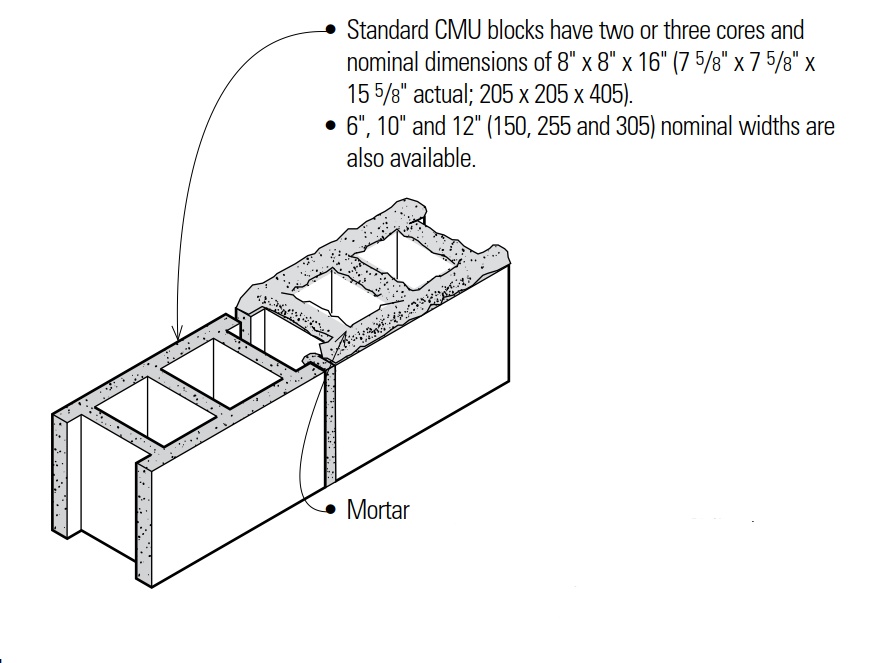 • Standard CMU blocks have two or three cores and
nominal dimensions of 8" x 8" x 16" (7 5/8" x 7 5/8" x
15 5/8" actual; 205 x 205 x 405).
• 6", 10" and 12" (150, 255 and 305) nominal widths are
also available.
• Mortar